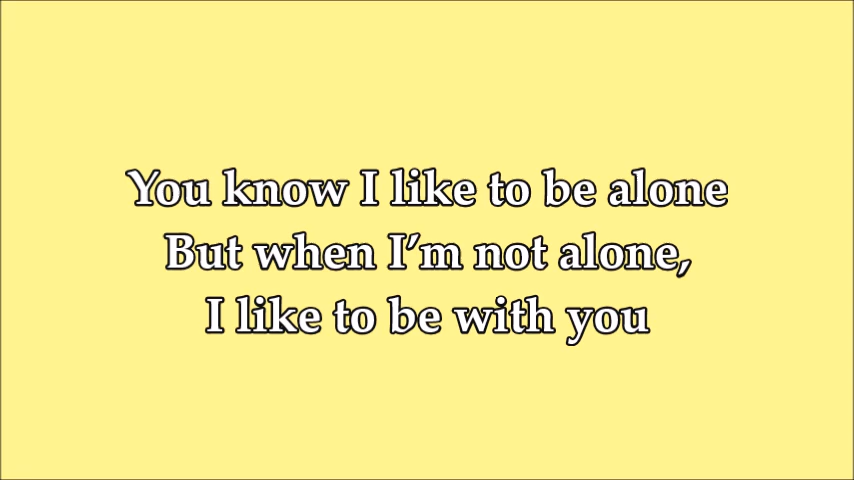 You know I like to be alone
But when I’m not alone,
I like to be with you